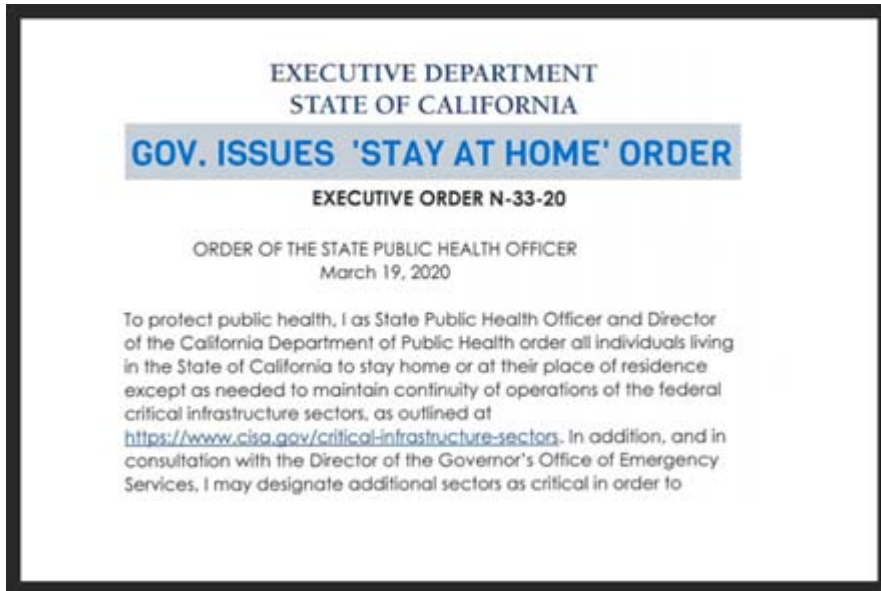 EXECUTIVE DEPARTMENT
STATE OF CALIFORNIA
GOV. ISSUES 'STAY AT HOME' ORDER
EXECUTIVE ORDER N-33-20
ORDER OF THE STATE PUBLIC HEALTH OFFICER
March 19, 2020
To protect public health, I as State Public Health Officer and Director
of the California Department of Public Health order all individuals living
in the State of California to stay home or at their place of residence
except as needed to maintain continuity of operations of the federal
critical infrastructure sectors, as outlined at
https://www.cisa.gov/critical-infrastructure-sectors. In addition, and in
consultation with the Director of the Governor's Office of Emergency
Services, I may designate additional sectors as critical in order to